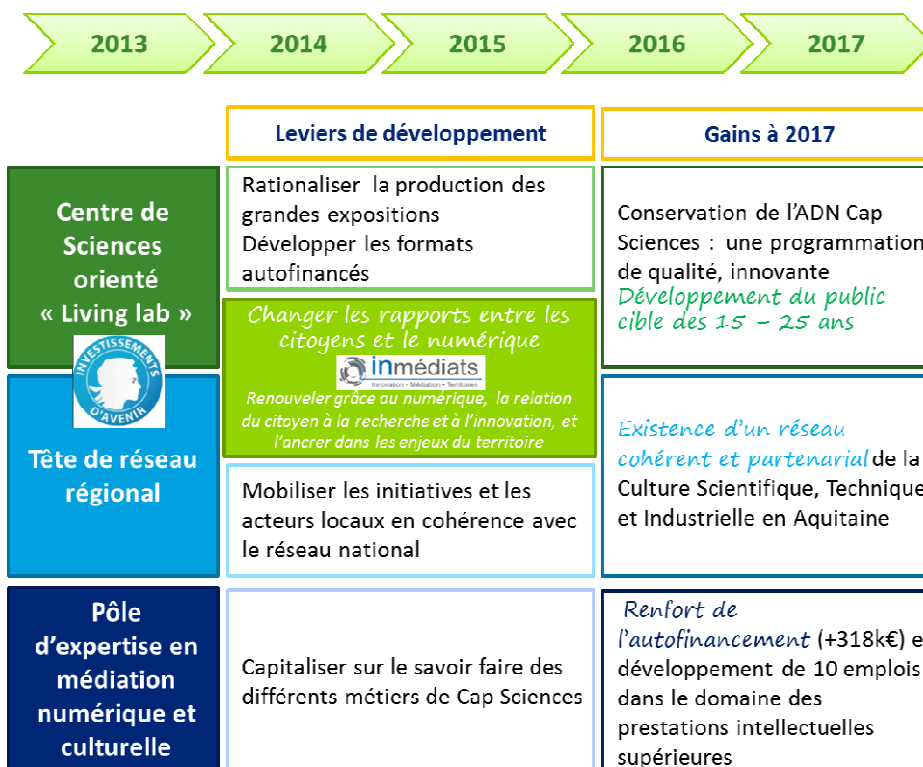 2013
2014
2015
2016
2017
Leviers de développement
Gains à 2017
Centre de
Sciences
orienté
« Living lab »
Rationaliser la production des
grandes expositions
Développer les formats
autofinancés
Conservation de l'ADN Cap
Sciences : une programmation
de qualité, innovante
Développement du public
cible des 15 – 25 ans
Changer les rapports entre les
citoyens et le numérique
inmédiats
Innovation • Médiation • Territoires
Renouveler grâce au numérique, la relation
du citoyen à la recherche et à l'innovation, et
l'ancrer dans les enjeux du territoire
INVESTISSEMENTS
D'AVENIR
Tête de réseau
régional
Mobiliser les initiatives et les
acteurs locaux en cohérence avec
le réseau national
Existence d'un réseau
cohérent et partenarial de la
Culture Scientifique, Technique
et Industrielle en Aquitaine
Pôle
d'expertise en
médiation
numérique et
culturelle
Capitaliser sur le savoir faire des
différents métiers de Cap Sciences
Renfort de
l'autofinancement (+318k€) e
développement de 10 emplois
dans le domaine des
prestations intellectuelles
supérieures